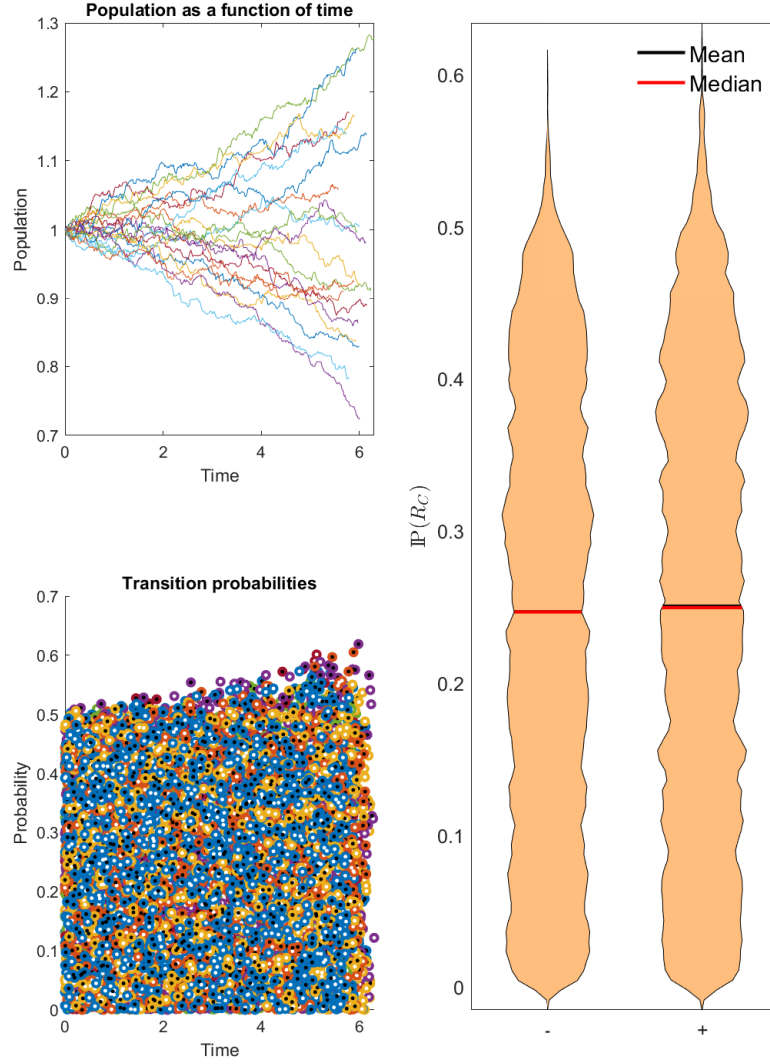 Population as a function of time
1.3
1.2
1.1
1
0.9
0.8
0.7
Population
0 2 4 6
Time
Transition probabilities
0.7
0.6
0.5
0.4
0.3
0.2
0.1
0
Probability
0 2 4 6
Time
Mean
Median
0.6
0.5
0.4
0.3
0.2
0.1
0
ℙ(R_C)
- +